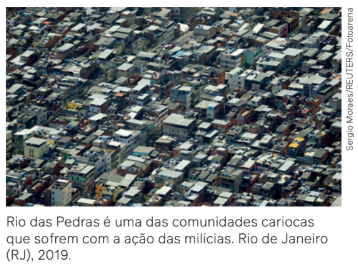 Sergio Moraes/REUTERS/Fotoarena
Rio das Pedras é uma das comunidades cariocas
que sofrem com a ação das milícias. Rio de Janeiro
(RJ), 2019.